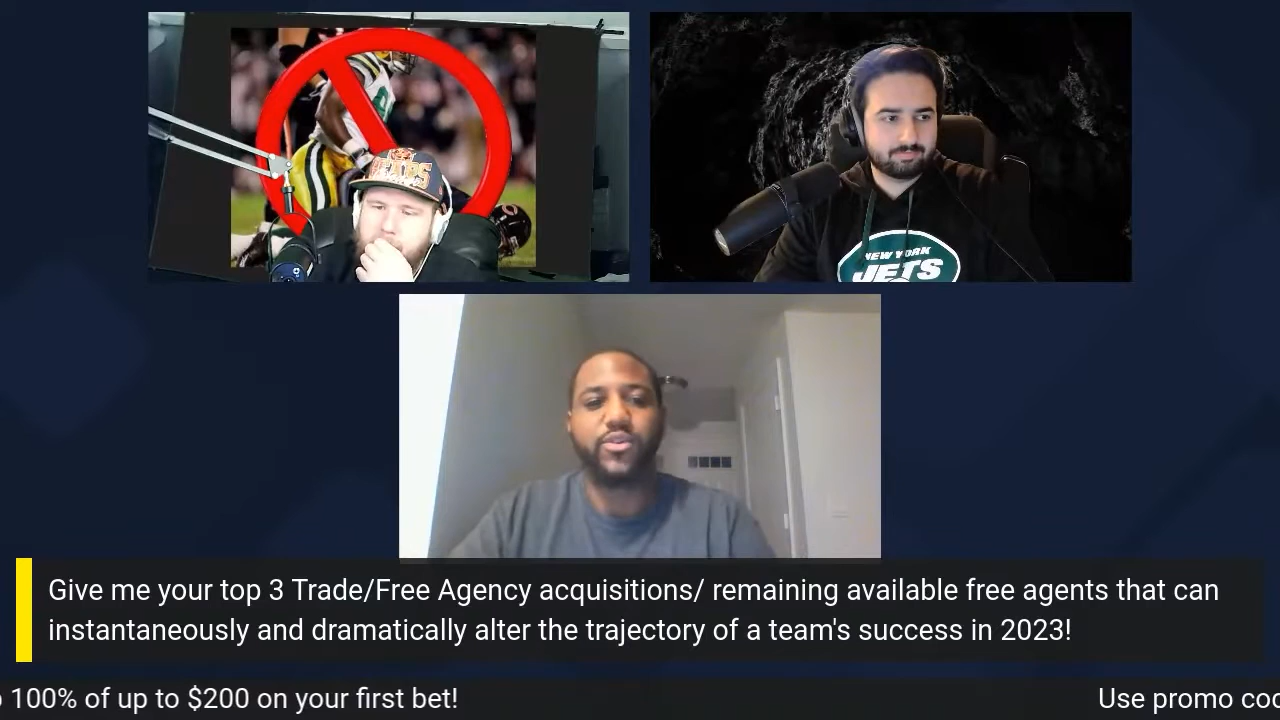 BEARS
NEW YORK
JETS
Give me your top 3 Trade/Free Agency acquisitions/ remaining available free agents that can
instantaneously and dramatically alter the trajectory of a team's success in 2023!
100% of up to $200 on your first bet!
Use promo